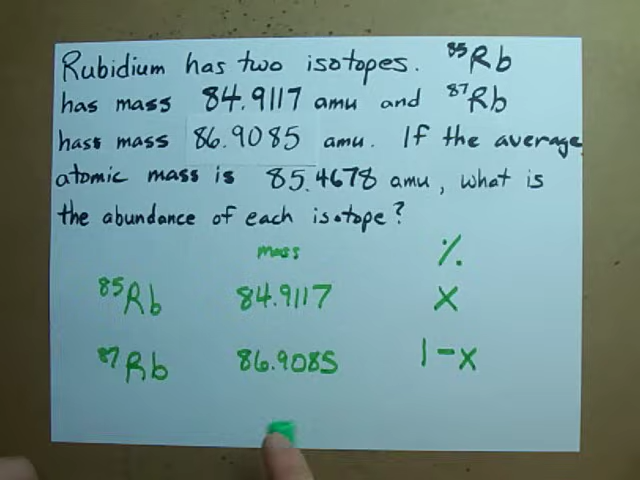 Rubidium has two isotopes. ⁸⁵Rb
has mass 84.9117 amu and ⁸⁷Rb
hass mass 86.9085 amu. If the average
atomic mass is 85.4678 amu, what is
the abundance of each isotope?
mass %
⁸⁵Rb 84.9117 X
⁸⁷Rb 86.9085 1-x